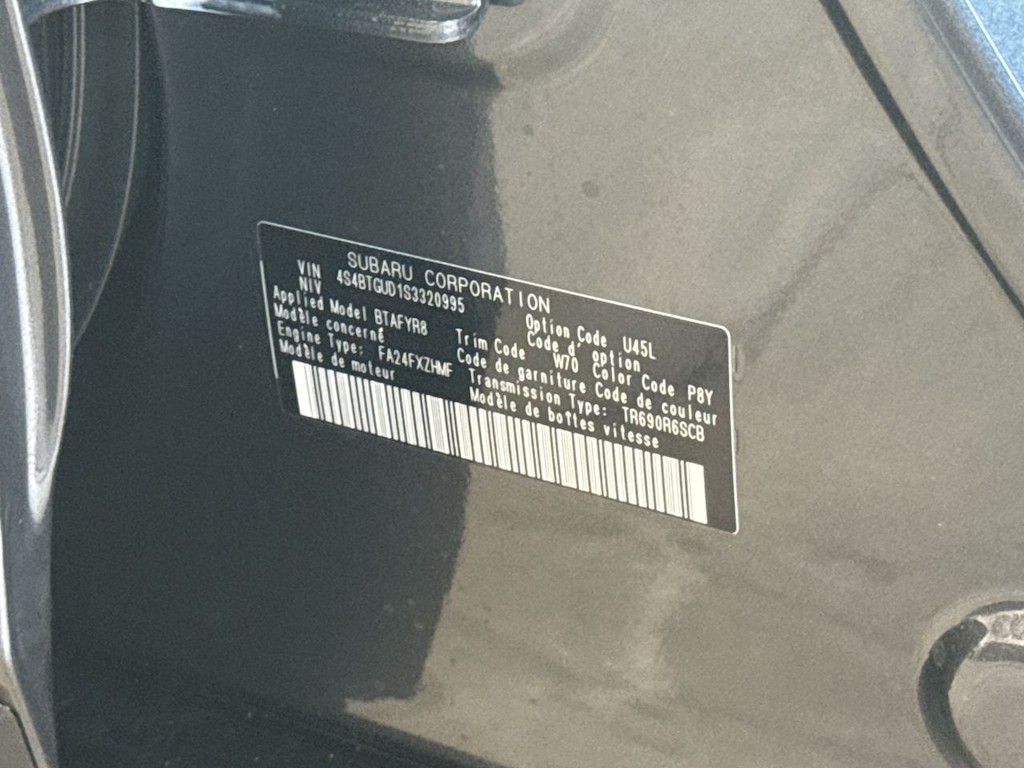 SUBARU CORPORATION
VIN
NIV 4S4BTGUD1S3320995
Option Code U45L
Code d' option
Applied Model BTAFYR8
Modèle concerné
Trim Code W70 Color Code P8Y
Code de garniture Code de couleur
Engine Type: FA24FXZHMF
Modèle de moteur
Transmission Type: TR690R6SCB
Modèle de boîtes vitesse